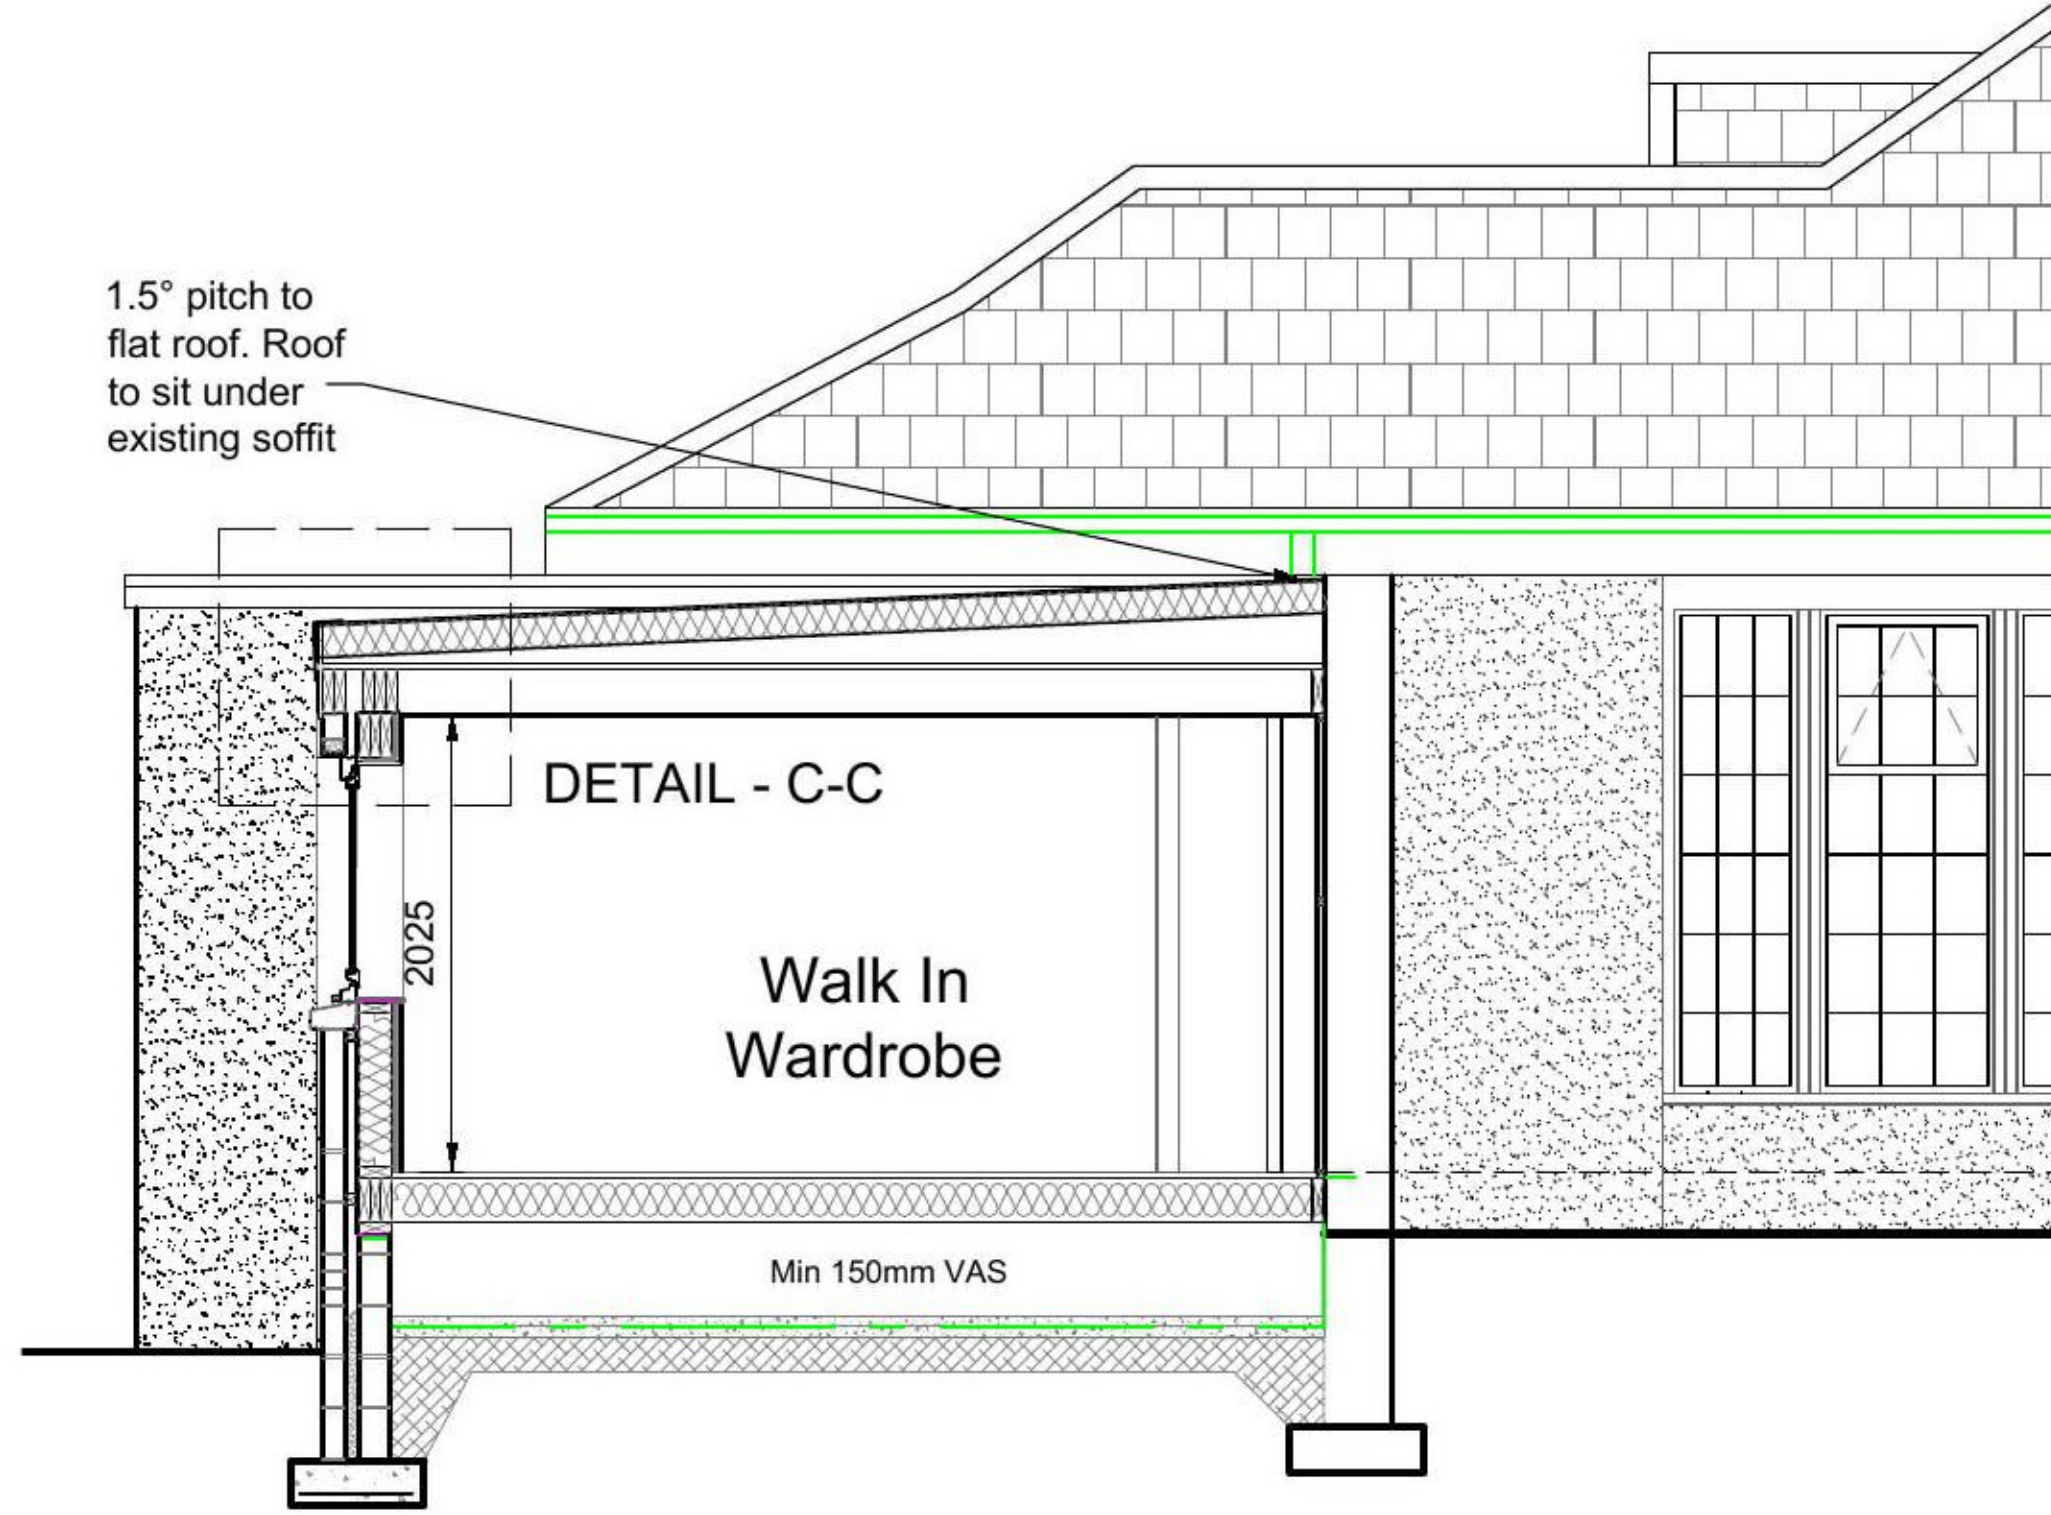 1.5° pitch to
flat roof. Roof
to sit under
existing soffit
DETAIL - C-C
2025
Walk In
Wardrobe
Min 150mm VAS